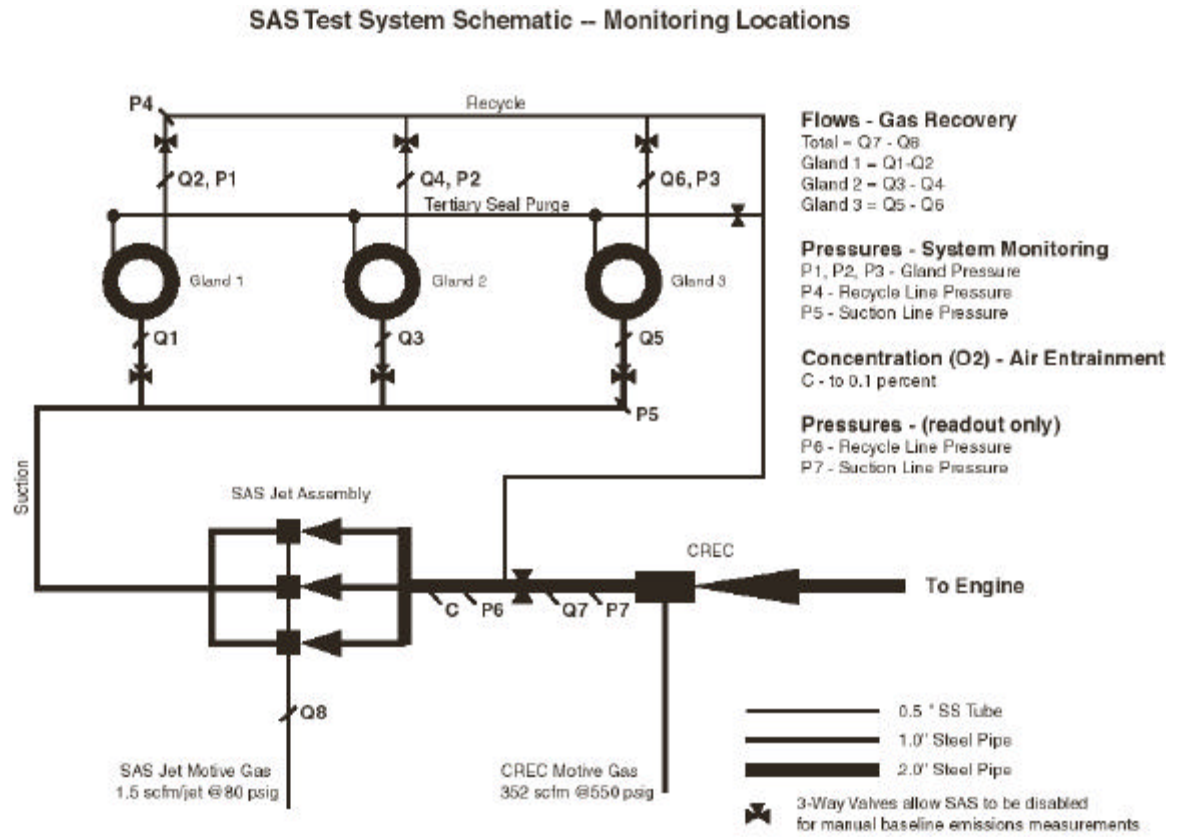 SAS Test System Schematic -- Monitoring Locations
P4
Recycle
Q2, P1
Q4, P2
Q6, P3
Tertiary Seal Purge
Gland 1
Gland 2
Gland 3
Q1
Q3
Q5
P5
Suction
Flows - Gas Recovery
Total = Q7 - Q8
Gland 1 = Q1-Q2
Gland 2 = Q3 - Q4
Gland 3 = Q5 - Q6
Pressures - System Monitoring
P1, P2, P3 - Gland Pressure
P4 - Recycle Line Pressure
P5 - Suction Line Pressure
Concentration (O2) - Air Entrainment
C - to 0.1 percent
Pressures - (readout only)
P6 - Recycle Line Pressure
P7 - Suction Line Pressure
SAS Jet Assembly
CREC
To Engine
C
P6
Q7
P7
Q8
SAS Jet Motive Gas
1.5 scfm/jet @80 psig
CREC Motive Gas
352 scfm @550 psig
0.5 " SS Tube
1.0" Steel Pipe
2.0" Steel Pipe
3-Way Valves allow SAS to be disabled
for manual baseline emissions measurements